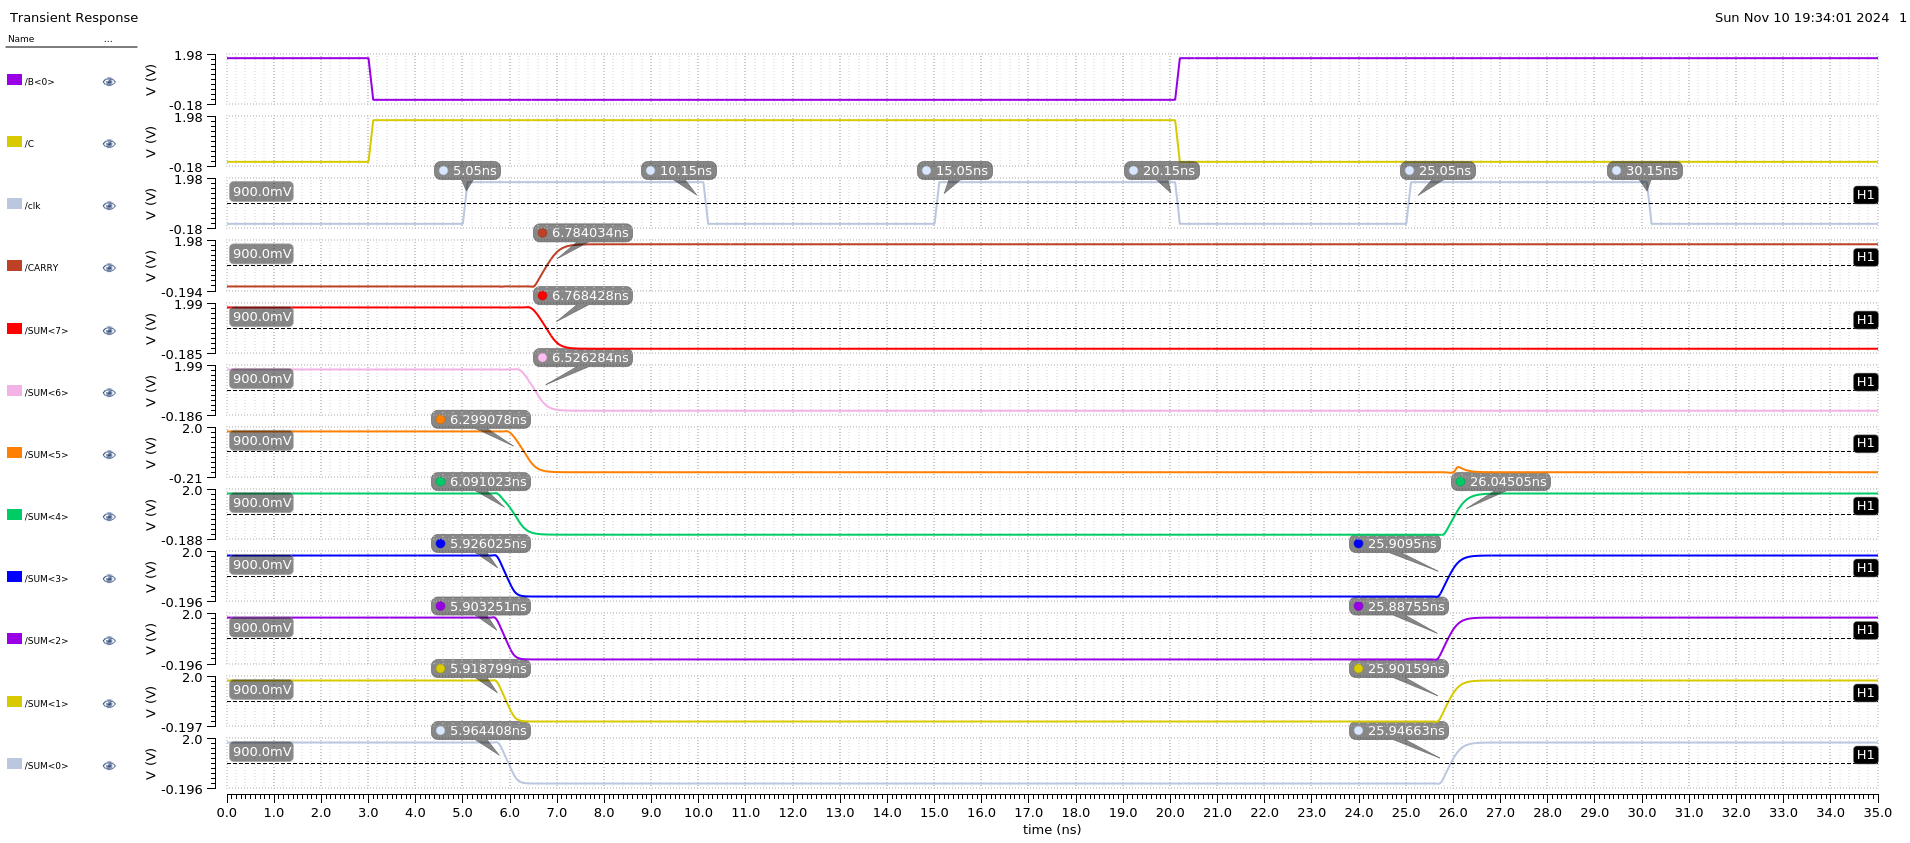 Transient Response
Sun Nov 10 19:34:01 2024 1
Name ...
1.98
/B<0>
V (V)
-0.18
1.98
/C
V (V)
-0.18
5.05ns 10.15ns 15.05ns 20.15ns 25.05ns 30.15ns
1.98
900.0mV
H1
/clk
V (V)
-0.18
6.784034ns
1.98
900.0mV
H1
/CARRY
V (V)
-0.194
6.768428ns
1.99
900.0mV
H1
/SUM<7>
V (V)
-0.185
6.526284ns
1.99
900.0mV
H1
/SUM<6>
V (V)
-0.186
6.299078ns
2.0
900.0mV
H1
/SUM<5>
V (V)
-0.21
6.091023ns 26.04505ns
2.0
900.0mV
H1
/SUM<4>
V (V)
-0.188
5.926025ns 25.9095ns
2.0
900.0mV
H1
/SUM<3>
V (V)
-0.196
5.903251ns 25.88755ns
2.0
900.0mV
H1
/SUM<2>
V (V)
-0.196
5.918799ns 25.90159ns
2.0
900.0mV
H1
/SUM<1>
V (V)
-0.197
5.964408ns 25.94663ns
2.0
900.0mV
H1
/SUM<0>
V (V)
-0.196
0.0 1.0 2.0 3.0 4.0 5.0 6.0 7.0 8.0 9.0 10.0 11.0 12.0 13.0 14.0 15.0 16.0 17.0 18.0 19.0 20.0 21.0 22.0 23.0 24.0 25.0 26.0 27.0 28.0 29.0 30.0 31.0 32.0 33.0 34.0 35.0
time (ns)